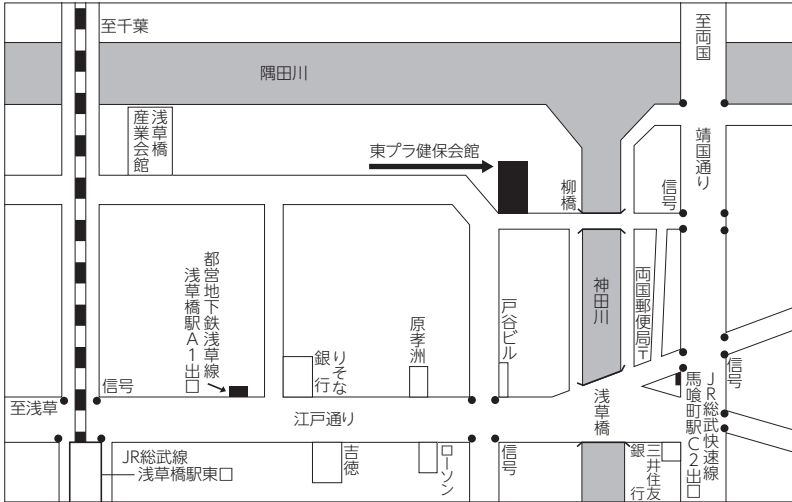 至千葉
隅田川
至両国
浅草橋
産業会館
東プラ健保会館
柳橋
信号
靖国通り
都営地下鉄浅草線
浅草橋駅A1出口
りそな
銀行
原孝洲
戸谷ビル
神田川
両国郵便局〒
信号
JR総武快速線
馬喰町駅C2出口
至浅草
信号
江戸通り
浅草橋
JR総武線
浅草橋駅東口
吉徳
ローソン
信号
三井住友
銀行